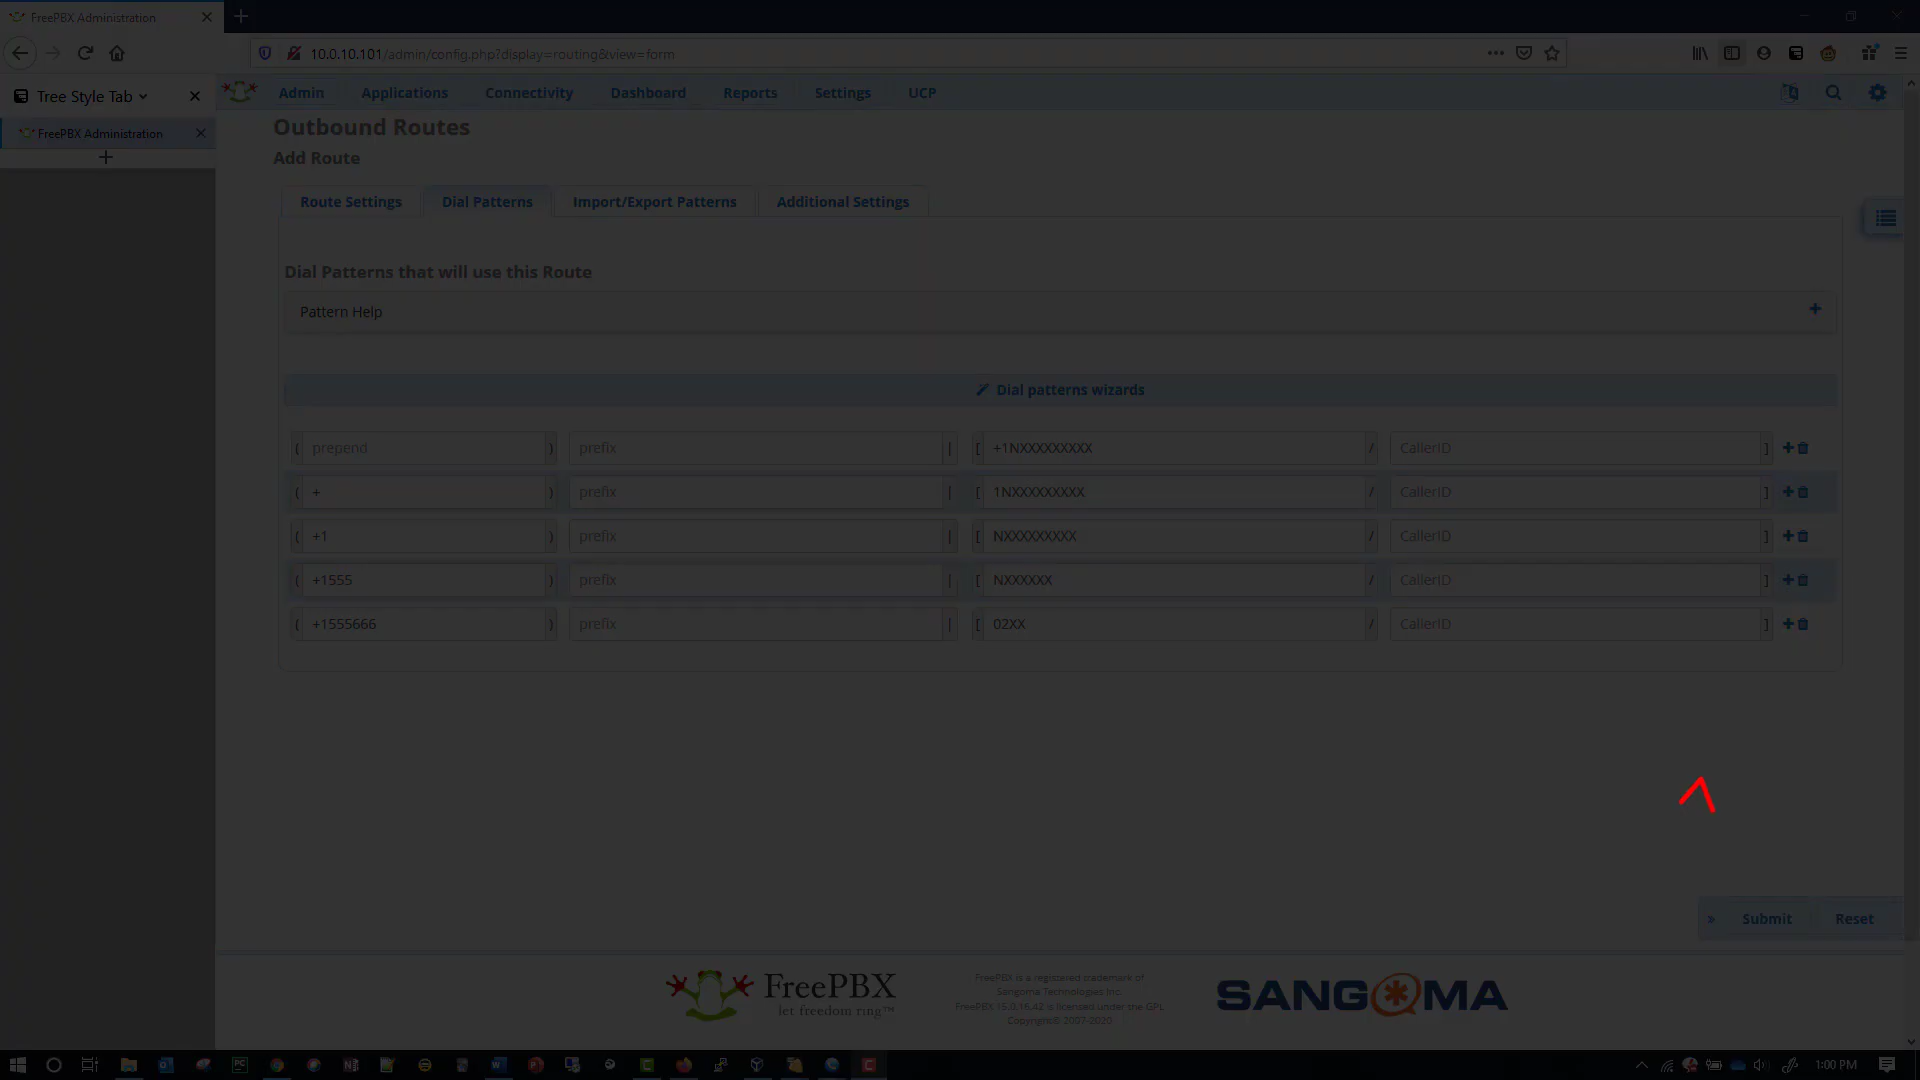 FreePBX Administration
10.0.10.101/admin/config.php?display=routing&view=form
Tree Style Tab
FreePBX Administration
Admin Applications Connectivity Dashboard Reports Settings UCP
Outbound Routes
Add Route
Route Settings Dial Patterns Import/Export Patterns Additional Settings
Dial Patterns that will use this Route
Pattern Help
Dial patterns wizards
( prepend ) prefix | [ +1NXXXXXXXXX / CallerID ]
( + ) prefix | [ 1NXXXXXXXXX / CallerID ]
( +1 ) prefix | [ NXXXXXXXXX / CallerID ]
( +1555 ) prefix | [ NXXXXXX / CallerID ]
( +1555666 ) prefix | [ 02XX / CallerID ]
» Submit Reset
FreePBX
let freedom ring™
FreePBX is a registered trademark of
Sangoma Technologies Inc.
FreePBX 15.0.16.42 is licensed under the GPL
Copyright© 2007-2020
SANGOMA
1:00 PM